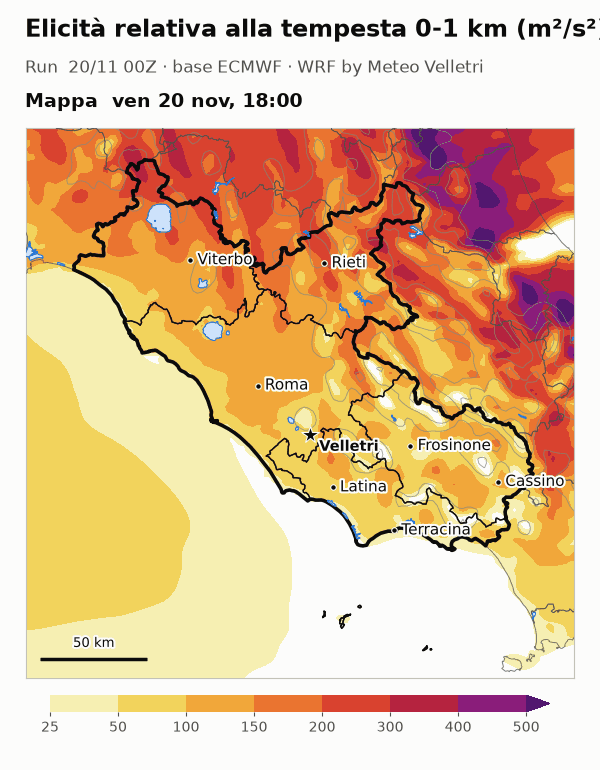 Elicità relativa alla tempesta 0-1 km (m²/s²)
Run 20/11 00Z · base ECMWF · WRF by Meteo Velletri
Mappa ven 20 nov, 18:00
Viterbo
Rieti
Roma
Velletri
Frosinone
Latina
Cassino
Terracina
50 km
25 50 100 150 200 300 400 500